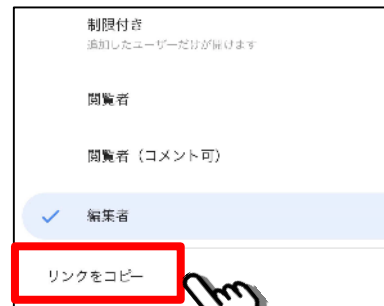 制限付き
追加したユーザーだけが開けます
閲覧者
閲覧者（コメント可）
編集者
リンクをコピー